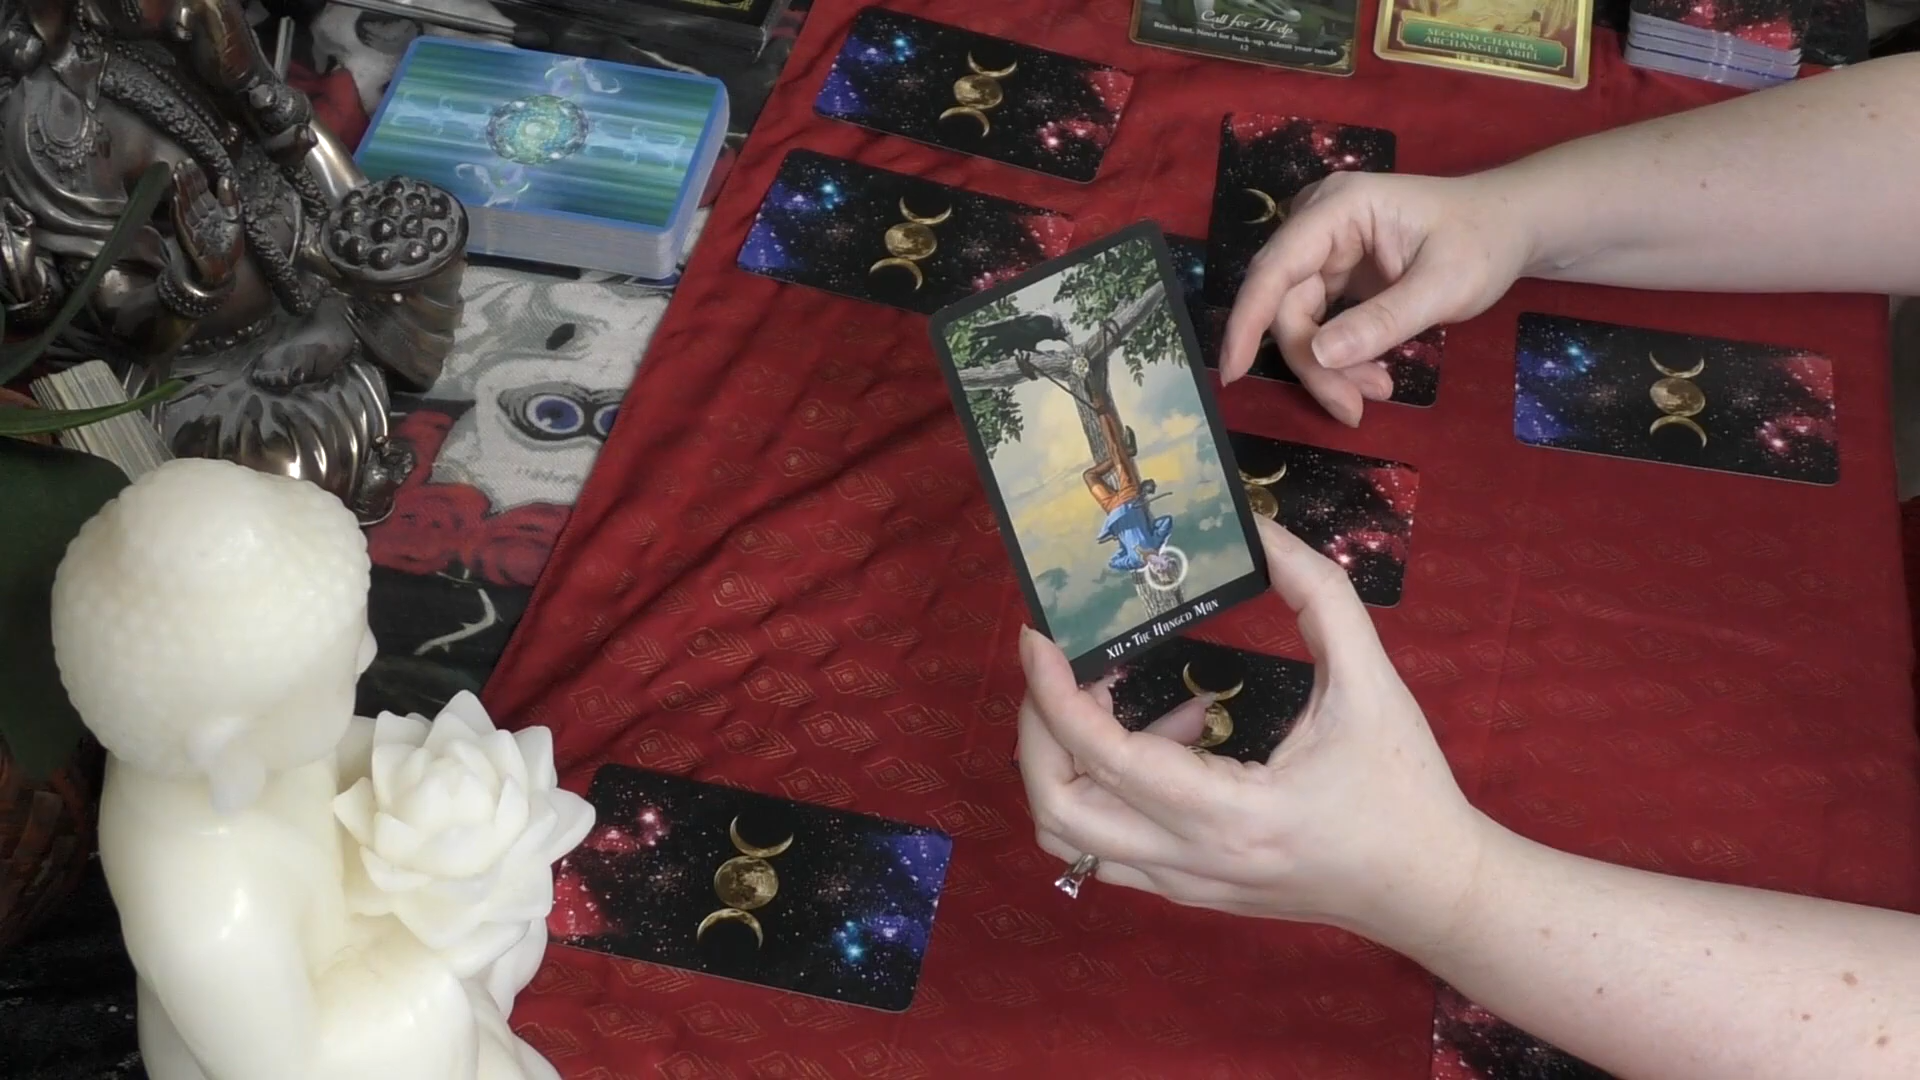 Call for Help
Reach out. Need for back-up. Admit your needs
12
SECOND CHAKRA,
ARCHANGEL ARIEL
XII • The Hanged Man